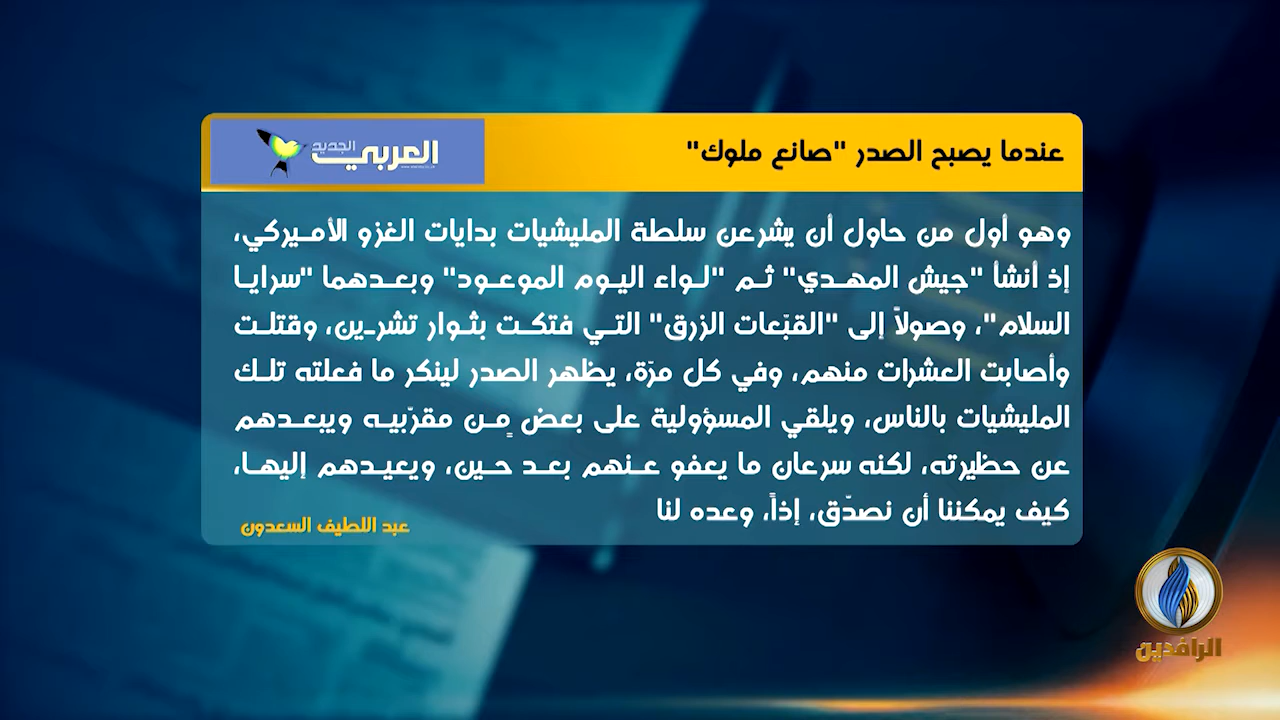 عندما يصبح الصدر "صانع ملوك"
العربي الجديد
وهو أول من حاول أن يشرعن سلطة المليشيات بدايات الغزو الأميركي،
إذ أنشأ "جيش المهدي" ثم "لواء اليوم الموعود" وبعدهما "سرايا
السلام"، وصولاً إلى "القبّعات الزرق" التي فتكت بثوار تشرين، وقتلت
وأصابت العشرات منهم، وفي كل مرّة، يظهر الصدر لينكر ما فعلته تلك
المليشيات بالناس، ويلقي المسؤولية على بعضٍ من مقرّبيه ويبعدهم
عن حظيرته، لكنه سرعان ما يعفو عنهم بعد حين، ويعيدهم إليها،
كيف يمكننا أن نصدّق، إذاً، وعده لنا
عبد اللطيف السعدون
الرافدين